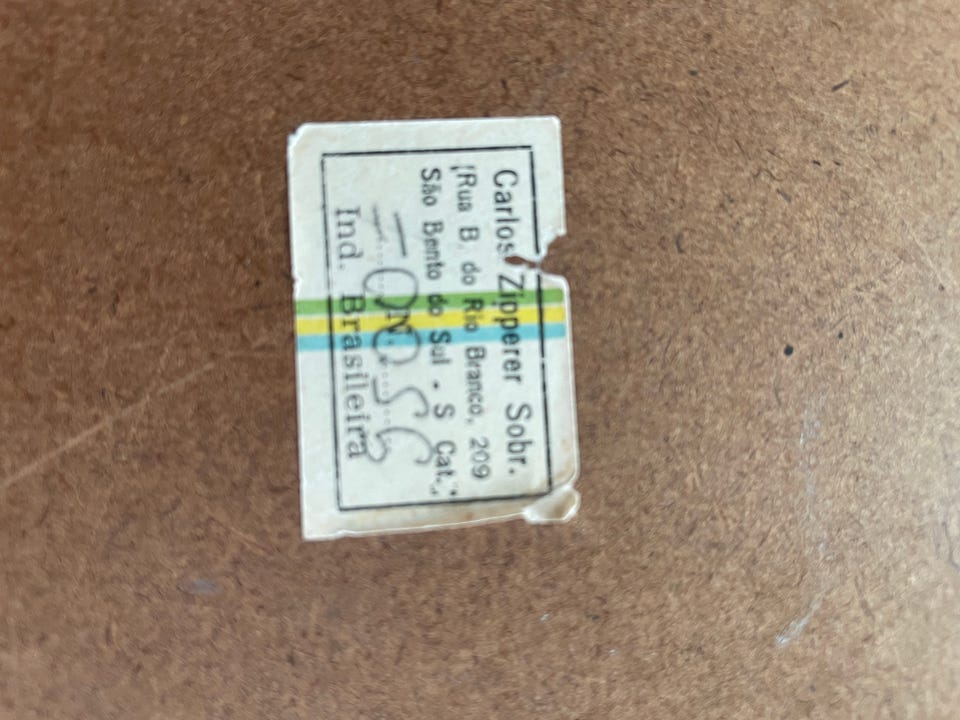 Carlos Zipperer Sobr.
Rua B. do Rio Branco, 209
São Bento do Sul - S Cat.
N.
Ind. Brasileira